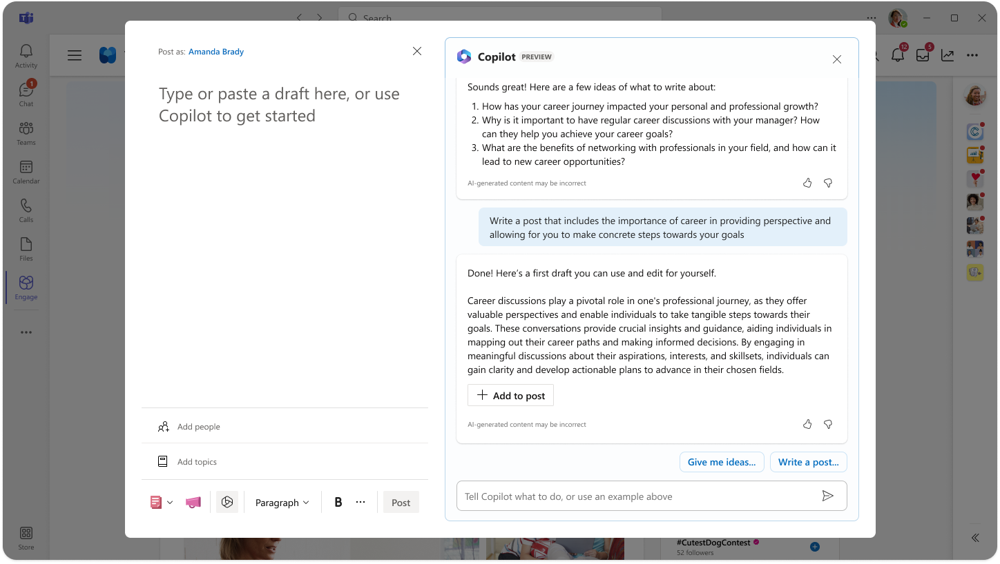 Search
Activity
1
Chat
Teams
Calendar
Calls
Files
Engage
Store
12
5
Post as: Amanda Brady
Type or paste a draft here, or use
Copilot to get started
Add people
Add topics
Paragraph
B
Post
Copilot PREVIEW
Sounds great! Here are a few ideas of what to write about:
1. How has your career journey impacted your personal and professional growth?
2. Why is it important to have regular career discussions with your manager? How
can they help you achieve your career goals?
3. What are the benefits of networking with professionals in your field, and how can it
lead to new career opportunities?
AI-generated content may be incorrect
Write a post that includes the importance of career in providing perspective and
allowing for you to make concrete steps towards your goals
Done! Here’s a first draft you can use and edit for yourself.
Career discussions play a pivotal role in one's professional journey, as they offer
valuable perspectives and enable individuals to take tangible steps towards their
goals. These conversations provide crucial insights and guidance, aiding individuals in
mapping out their career paths and making informed decisions. By engaging in
meaningful discussions about their aspirations, interests, and skillsets, individuals can
gain clarity and develop actionable plans to advance in their chosen fields.
Add to post
AI-generated content may be incorrect
Give me ideas...
Write a post...
Tell Copilot what to do, or use an example above
#CutestDogContest
52 followers